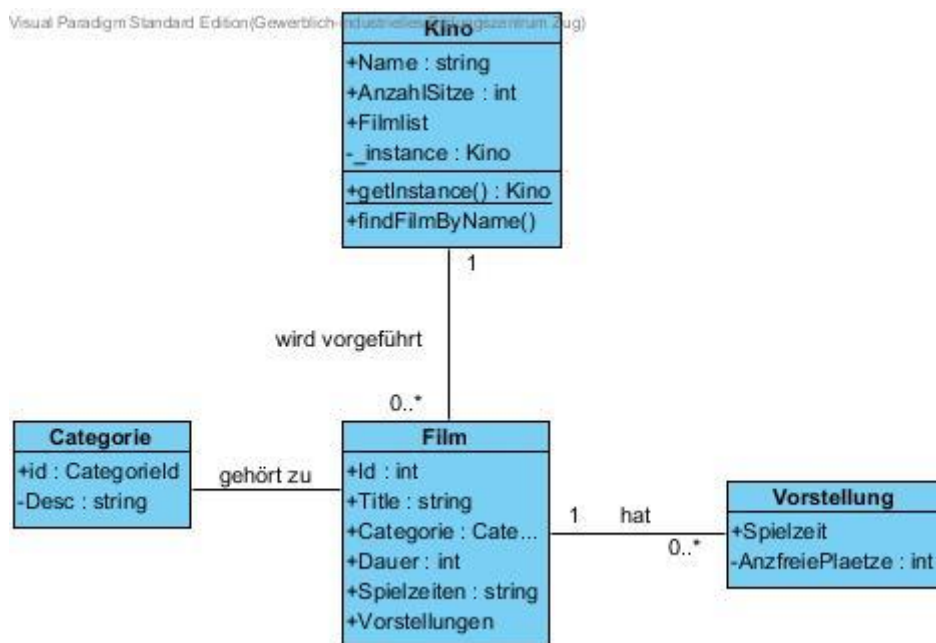 Visual Paradigm Standard Edition(Gewerblich-industrielles Bildungszentrum Zug)
Kino
+Name : string
+AnzahlSitze : int
+Filmlist
-_instance : Kino
+getInstance() : Kino
+findFilmByName()
1
wird vorgeführt
0..*
Categorie
+id : CategorieId
-Desc : string
gehört zu
Film
+Id : int
+Title : string
+Categorie : Cate...
+Dauer : int
+Spielzeiten : string
+Vorstellungen
1 hat
0..*
Vorstellung
+Spielzeit
-AnzfreiePlaetze : int